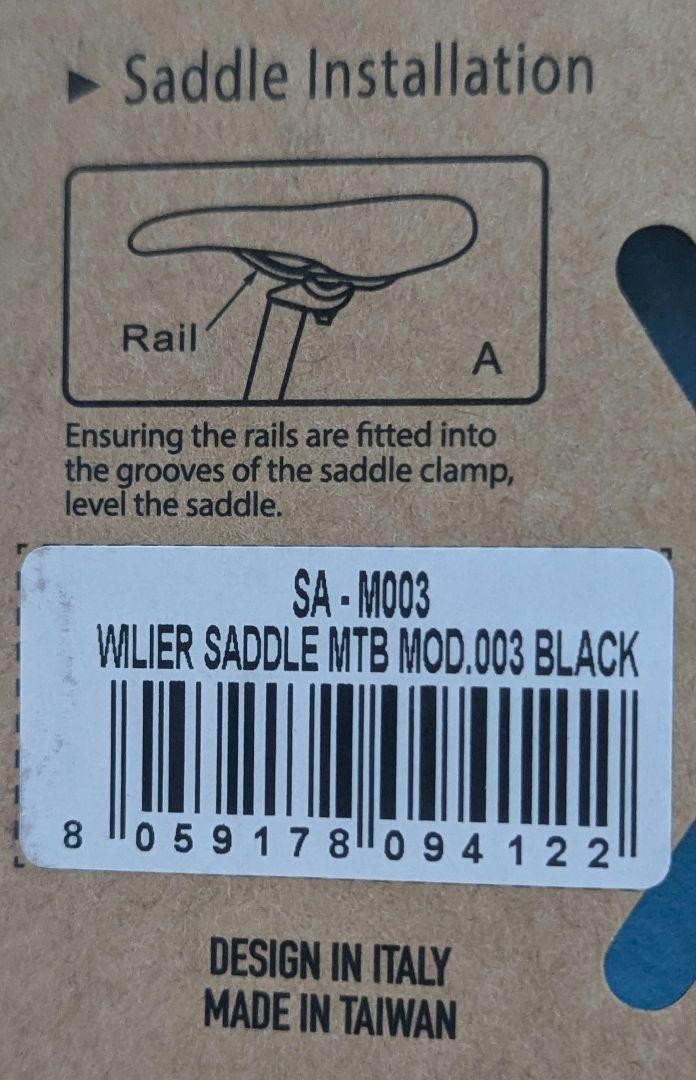 Saddle Installation
Rail
A
Ensuring the rails are fitted into
the grooves of the saddle clamp,
level the saddle.
SA - M003
WILIER SADDLE MTB MOD.003 BLACK
8 059178 094122
DESIGN IN ITALY
MADE IN TAIWAN